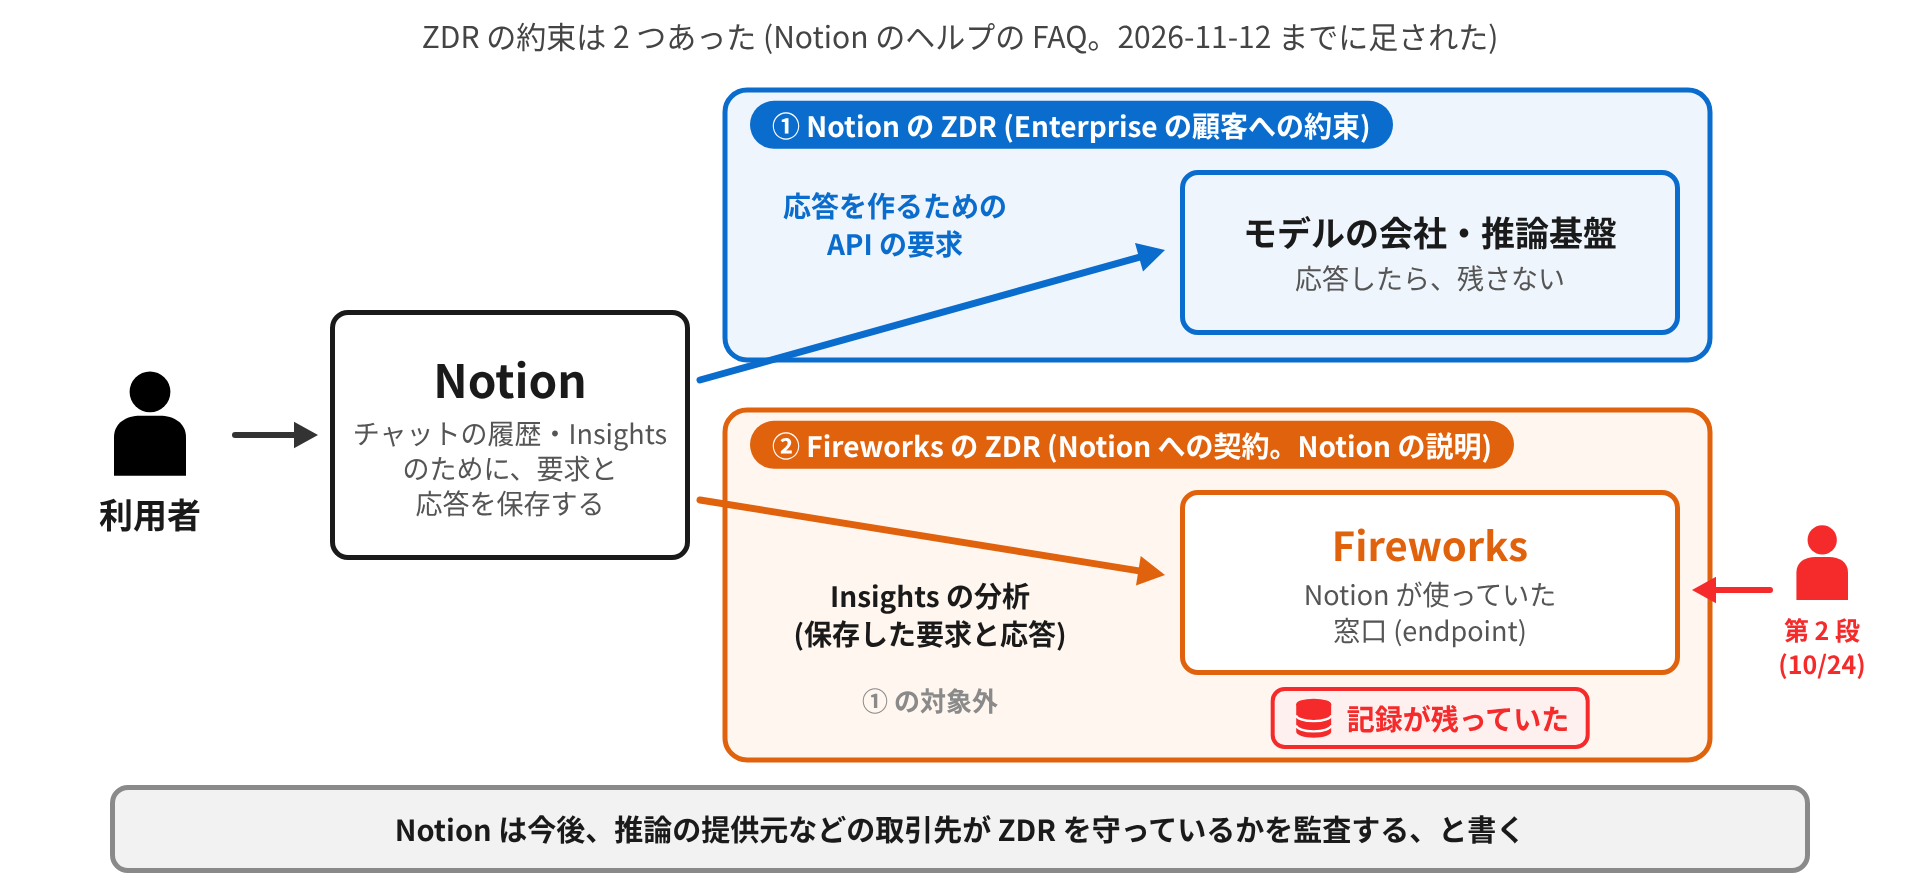 ZDR の約束は 2 つあった (Notion のヘルプの FAQ。2026-11-12 までに足された)
① Notion の ZDR (Enterprise の顧客への約束)
応答を作るための
API の要求
モデルの会社・推論基盤
応答したら、残さない
Notion
チャットの履歴・Insights
のために、要求と
応答を保存する
利用者
② Fireworks の ZDR (Notion への契約。Notion の説明)
Fireworks
Notion が使っていた
窓口 (endpoint)
Insights の分析
(保存した要求と応答)
① の対象外
記録が残っていた
第 2 段
(10/24)
Notion は今後、推論の提供元などの取引先が ZDR を守っているかを監査する、と書く